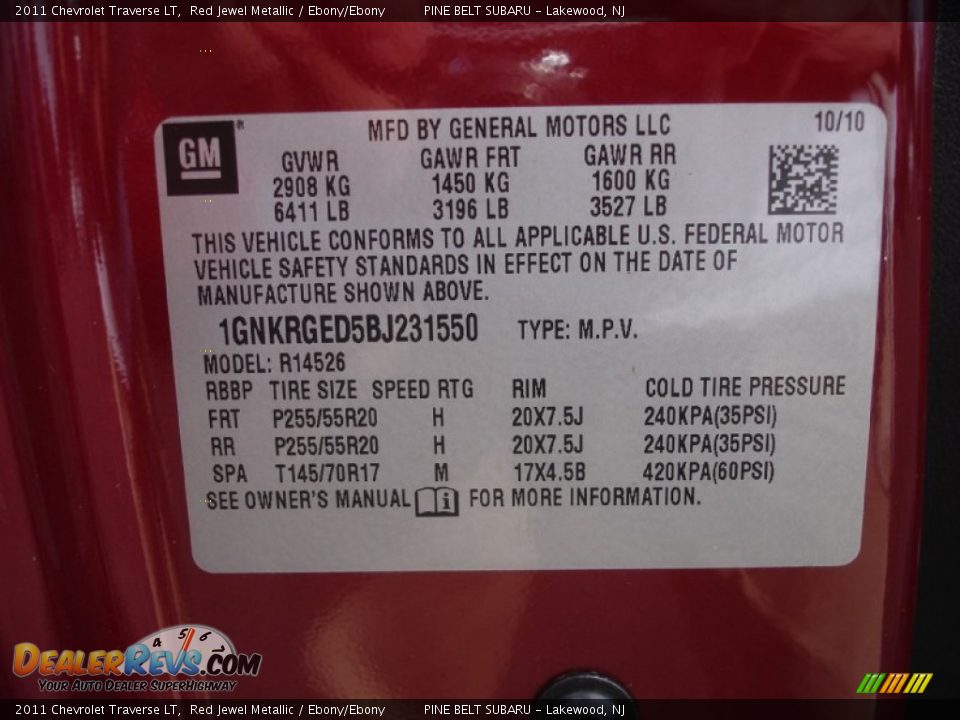 2011 Chevrolet Traverse LT, Red Jewel Metallic / Ebony/Ebony PINE BELT SUBARU - Lakewood, NJ
GM® MFD BY GENERAL MOTORS LLC 10/10
GVWR GAWR FRT GAWR RR
2908 KG 1450 KG 1600 KG
6411 LB 3196 LB 3527 LB
THIS VEHICLE CONFORMS TO ALL APPLICABLE U.S. FEDERAL MOTOR
VEHICLE SAFETY STANDARDS IN EFFECT ON THE DATE OF
MANUFACTURE SHOWN ABOVE.
1GNKRGED5BJ231550 TYPE: M.P.V.
MODEL: R14526
RBBP TIRE SIZE SPEED RTG RIM COLD TIRE PRESSURE
FRT P255/55R20 H 20X7.5J 240KPA(35PSI)
RR P255/55R20 H 20X7.5J 240KPA(35PSI)
SPA T145/70R17 M 17X4.5B 420KPA(60PSI)
SEE OWNER'S MANUAL i FOR MORE INFORMATION.
4 5 6
DEALERREVS.COM
YOUR AUTO DEALER SUPERHIGHWAY
2011 Chevrolet Traverse LT, Red Jewel Metallic / Ebony/Ebony PINE BELT SUBARU - Lakewood, NJ